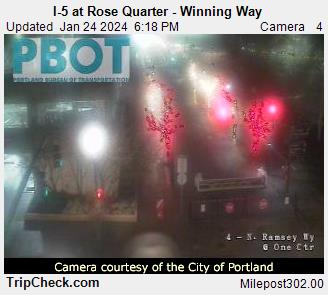 I-5 at Rose Quarter - Winning Way
Updated Jan 24 2024 6:18 PM Camera 4
PBOT
PORTLAND BUREAU OF TRANSPORTATION
4 - N. Ramsey Wy
@ One Ctr
Camera courtesy of the City of Portland
TripCheck.com Milepost302.00